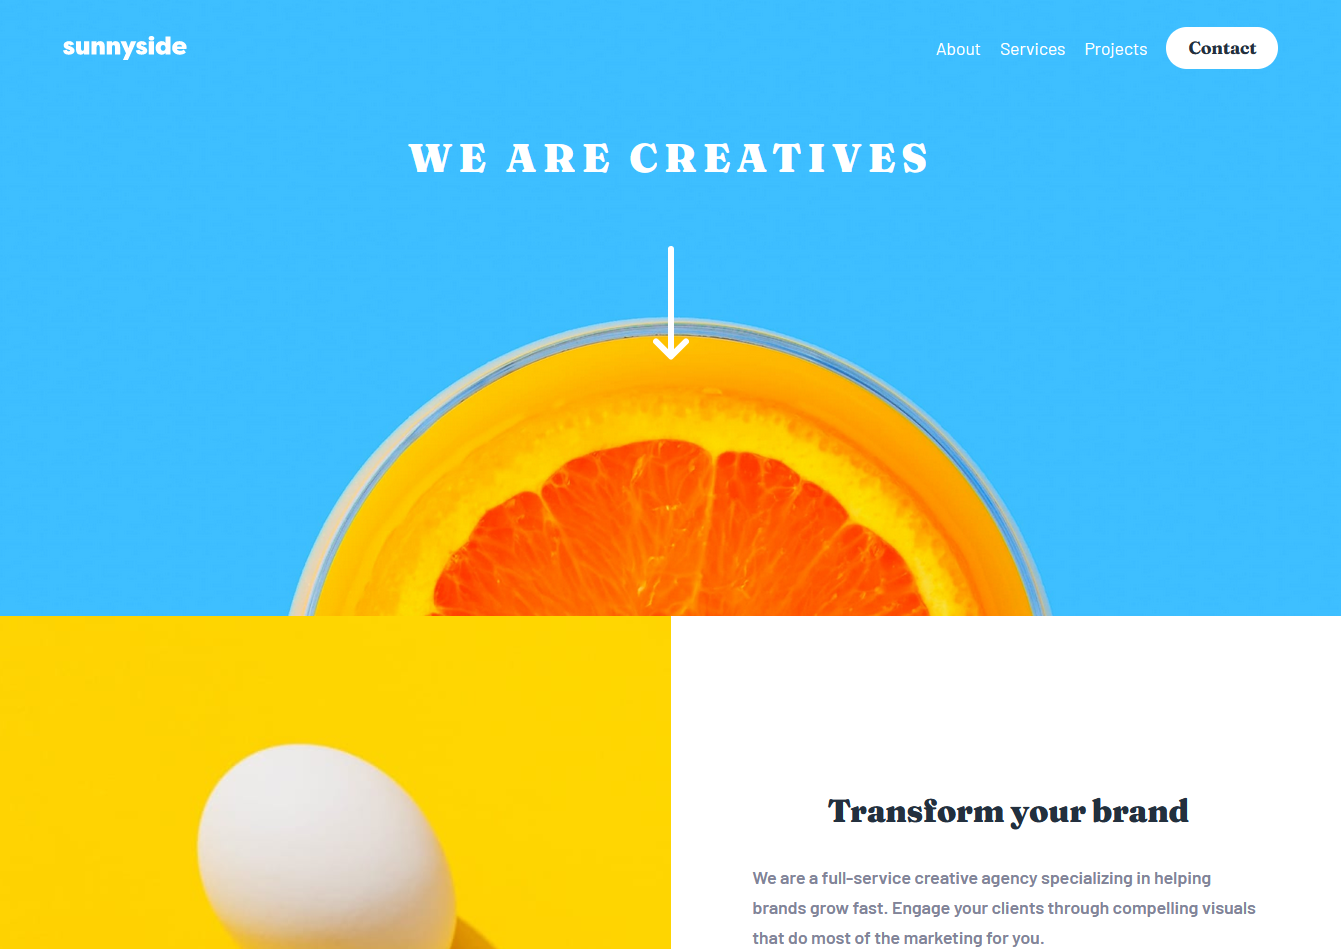 sunnyside
About Services Projects Contact
WE ARE CREATIVES
Transform your brand
We are a full-service creative agency specializing in helping
brands grow fast. Engage your clients through compelling visuals
that do most of the marketing for you.